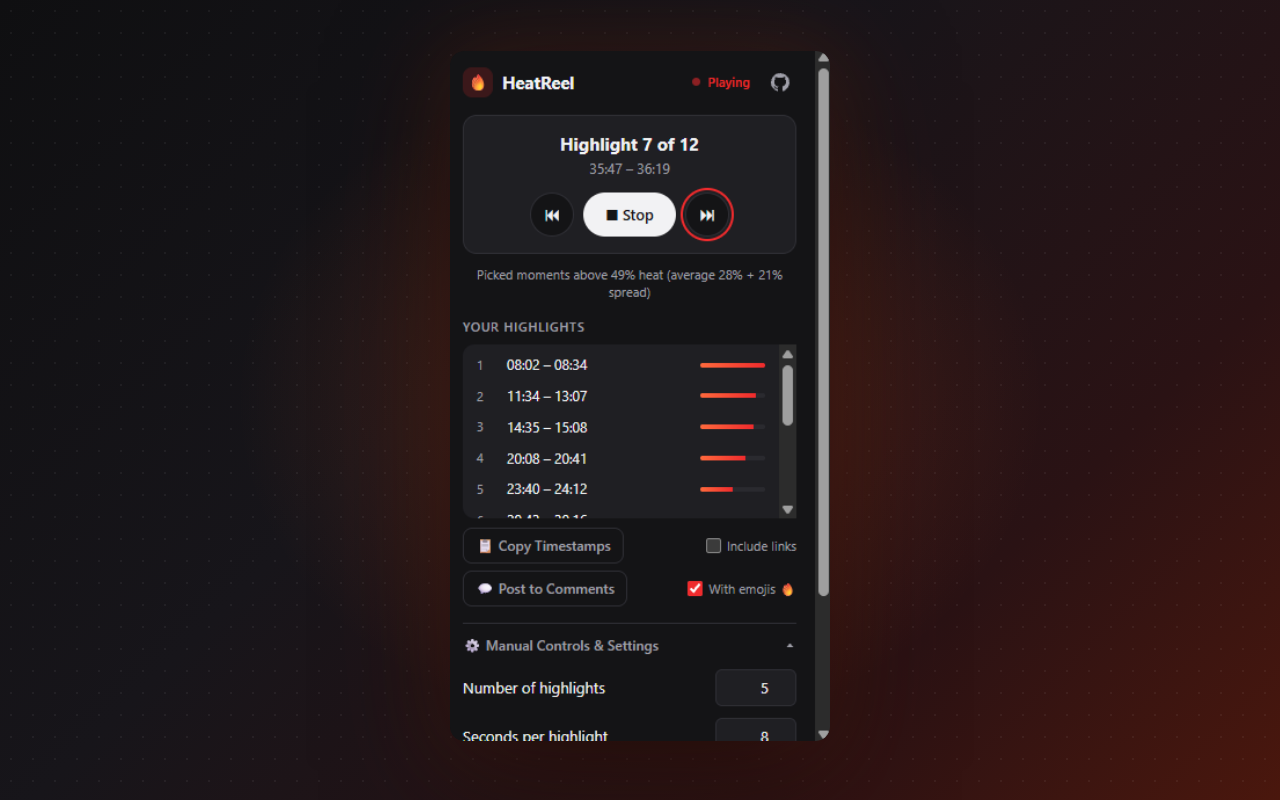 HeatReel
Playing
Highlight 7 of 12
35:47 – 36:19
Stop
Picked moments above 49% heat (average 28% + 21%
spread)
YOUR HIGHLIGHTS
1 08:02 – 08:34
2 11:34 – 13:07
3 14:35 – 15:08
4 20:08 – 20:41
5 23:40 – 24:12
Copy Timestamps
Include links
Post to Comments
With emojis 🔥
Manual Controls & Settings
Number of highlights 5
Seconds per highlight 8